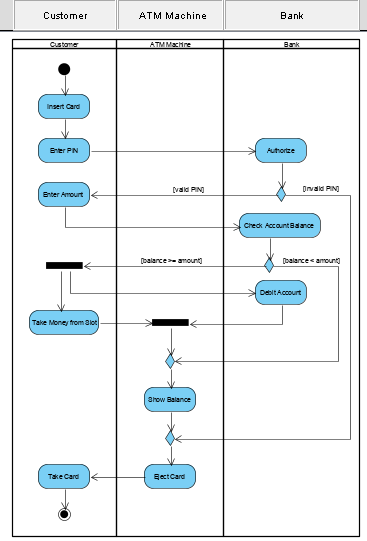 Customer ATM Machine Bank
Customer ATM Machine Bank
Insert Card
Enter PIN Authorize
Enter Amount [valid PIN] [invalid PIN]
Check Account Balance
[balance >= amount] [balance < amount]
Debit Account
Take Money from Slot
Show Balance
Take Card Eject Card